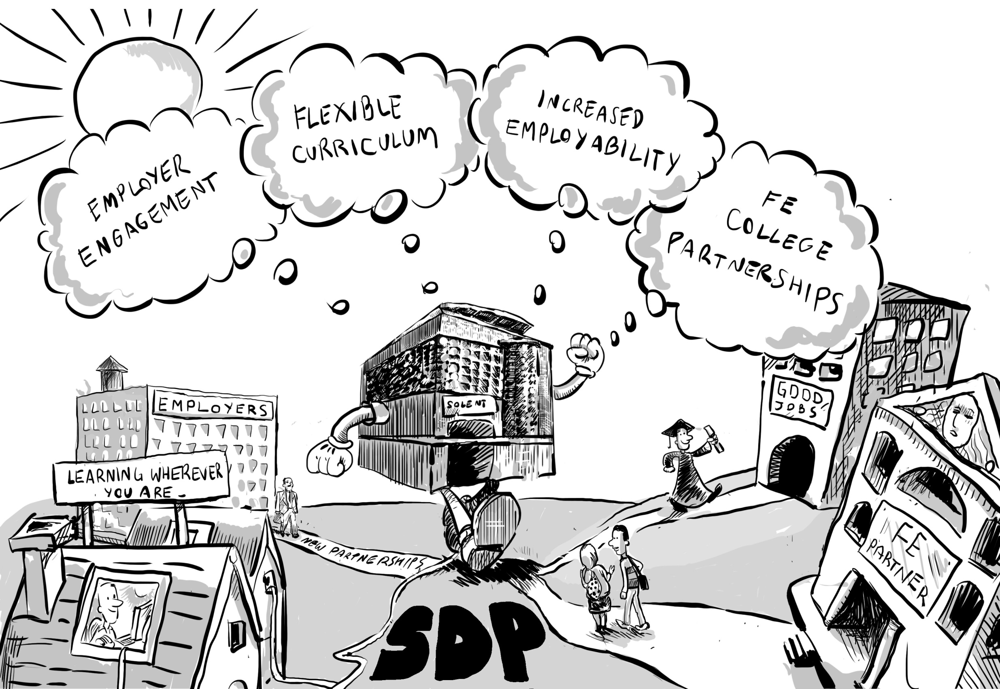 EMPLOYER
ENGAGEMENT
FLEXIBLE
CURRICULUM
INCREASED
EMPLOYABILITY
FE
COLLEGE
PARTNERSHIPS
EMPLOYERS
LEARNING WHEREVER
YOU ARE
SOLENT
GOOD
JOBS
NEW PARTNERSHIPS
FE
PARTNER
SDP